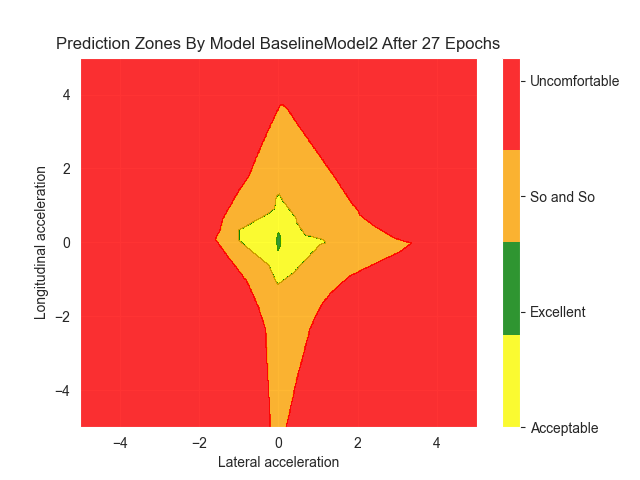 Prediction Zones By Model BaselineModel2 After 27 Epochs
4
2
0
−2
−4
Longitudinal acceleration
−4
−2
0
2
4
Lateral acceleration
Uncomfortable
So and So
Excellent
Acceptable